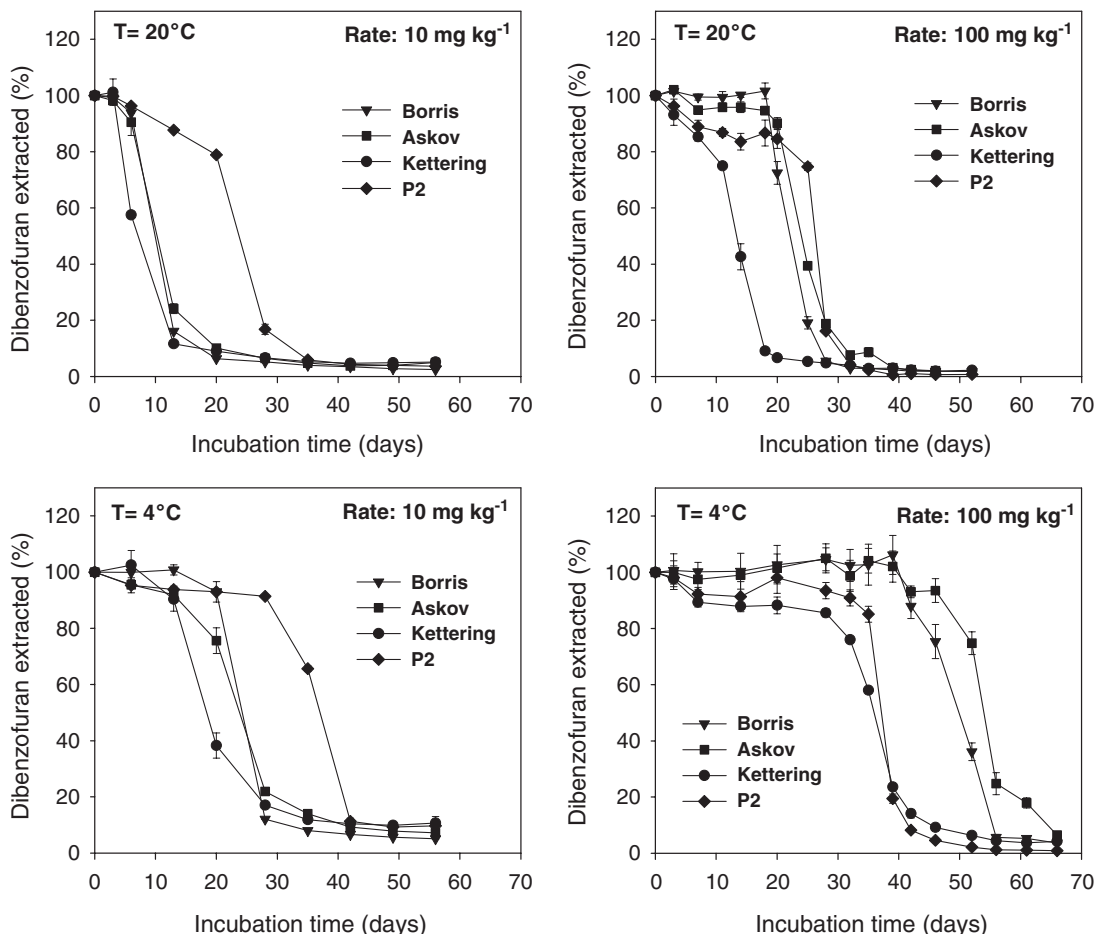 T= 20°C
Rate: 10 mg kg-1
120
100
80
60
40
20
0
Borris
Askov
Kettering
P2
Dibenzofuran extracted (%)
0 10 20 30 40 50 60 70
Incubation time (days)
T= 20°C
Rate: 100 mg kg-1
120
100
80
60
40
20
0
Borris
Askov
Kettering
P2
Dibenzofuran extracted (%)
0 10 20 30 40 50 60 70
Incubation time (days)
T= 4°C
Rate: 10 mg kg-1
120
100
80
60
40
20
0
Borris
Askov
Kettering
P2
Dibenzofuran extracted (%)
0 10 20 30 40 50 60 70
Incubation time (days)
T= 4°C
Rate: 100 mg kg-1
120
100
80
60
40
20
0
Borris
Askov
Kettering
P2
Dibenzofuran extracted (%)
0 10 20 30 40 50 60 70
Incubation time (days)